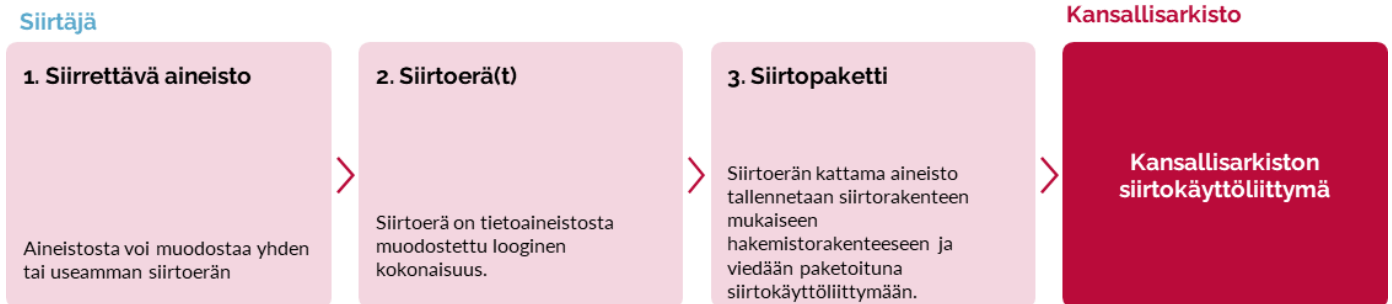 Siirtäjä
Kansallisarkisto
1. Siirrettävä aineisto
Aineistosta voi muodostaa yhden
tai useamman siirtoerän
2. Siirtoerä(t)
Siirtoerä on tietoaineistosta
muodostettu looginen
kokonaisuus.
3. Siirtopaketti
Siirtoerän kattama aineisto
tallennetaan siirtorakenteen
mukaiseen
hakemistorakenteeseen ja
viedään paketoituna
siirtokäyttöliittymään.
Kansallisarkiston
siirtokäyttöliittymä